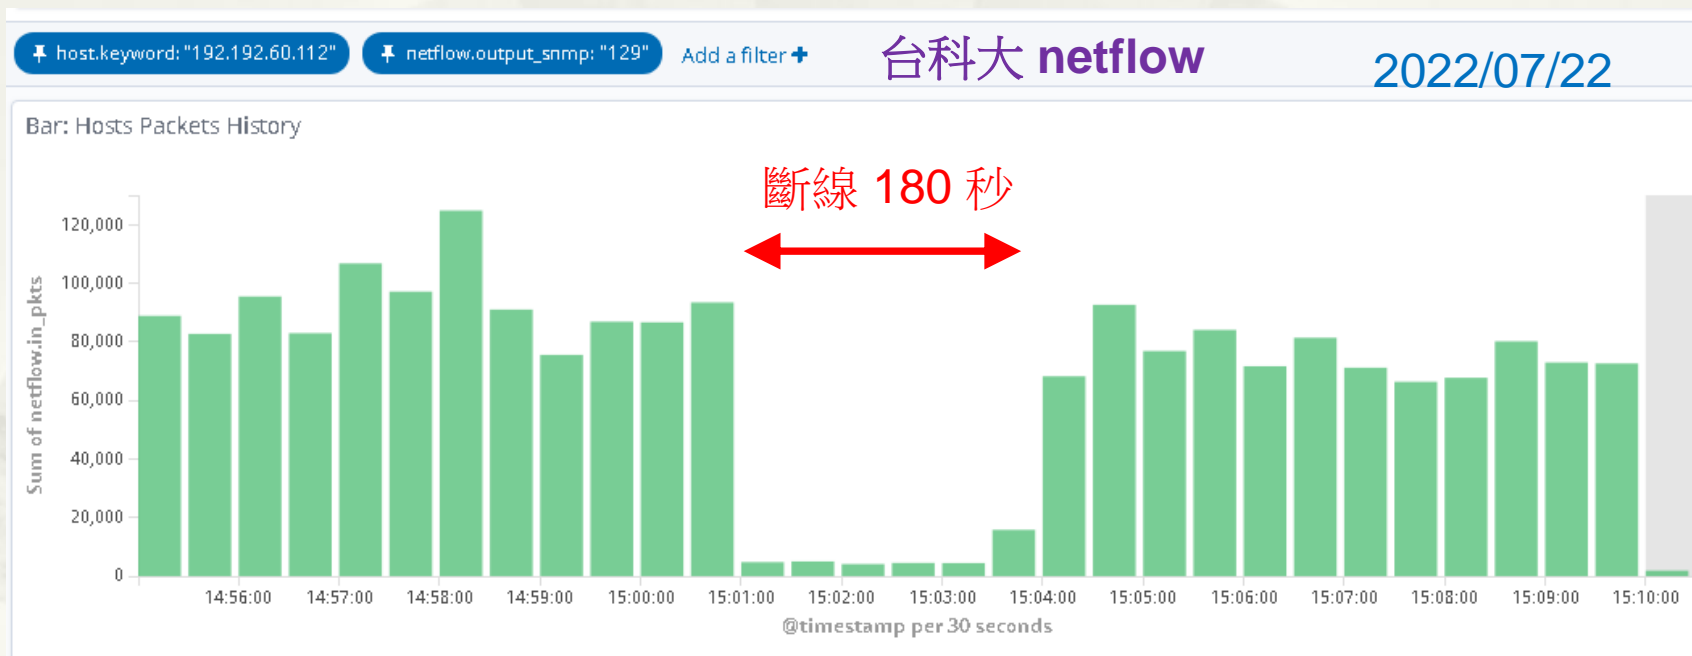 host.keyword: "192.192.60.112" netflow.output_snmp: "129" Add a filter + 台科大 netflow 2022/07/22
Bar: Hosts Packets History
斷線 180 秒
120,000
100,000
80,000
60,000
40,000
20,000
0
Sum of netflow.in_pkts
14:56:00 14:57:00 14:58:00 14:59:00 15:00:00 15:01:00 15:02:00 15:03:00 15:04:00 15:05:00 15:06:00 15:07:00 15:08:00 15:09:00 15:10:00
@timestamp per 30 seconds